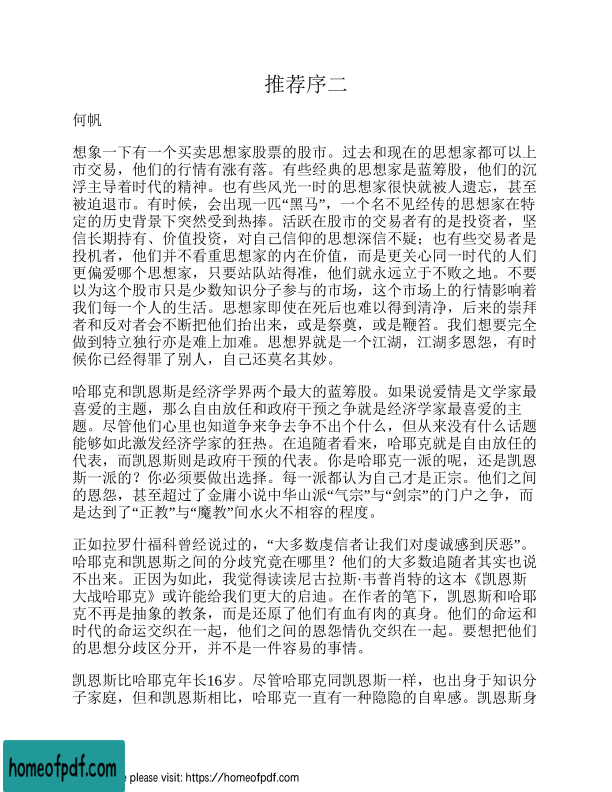 推荐序二
何帆
想象一下有一个买卖思想家股票的股市。过去和现在的思想家都可以上
市交易，他们的行情有涨有落。有些经典的思想家是蓝筹股，他们的沉
浮主导着时代的精神。也有些风光一时的思想家很快就被人遗忘，甚至
被迫退市。有时候，会出现一匹“黑马”，一个名不见经传的思想家在特
定的历史背景下突然受到热捧。活跃在股市的交易者有的是投资者，坚
信长期持有、价值投资，对自己信仰的思想深信不疑；也有些交易者是
投机者，他们并不看重思想家的内在价值，而是更关心同一时代的人们
更偏爱哪个思想家，只要站队站得准，他们就永远立于不败之地。不要
以为这个股市只是少数知识分子参与的市场，这个市场上的行情影响着
我们每一个人的生活。思想家即使在死后也难以得到清净，后来的崇拜
者和反对者会不断把他们抬出来，或是祭奠，或是鞭笞。我们想要完全
做到特立独行亦是难上加难。思想界就是一个江湖，江湖多恩怨，有时
候你已经得罪了别人，自己还莫名其妙。
哈耶克和凯恩斯是经济学界两个最大的蓝筹股。如果说爱情是文学家最
喜爱的主题，那么自由放任和政府干预之争就是经济学家最喜爱的主
题。尽管他们心里也知道争来争去争不出个什么，但从来没有什么话题
能够如此激发经济学家的狂热。在追随者看来，哈耶克就是自由放任的
代表，而凯恩斯则是政府干预的代表。你是哈耶克一派的呢，还是凯恩
斯一派的？你必须要做出选择。每一派都认为自己才是正宗。他们之间
的恩怨，甚至超过了金庸小说中华山派“气宗”与“剑宗”的门户之争，而
是达到了“正教”与“魔教”间水火不相容的程度。
正如拉罗什福科曾经说过的，“大多数虔信者让我们对虔诚感到厌恶”。
哈耶克和凯恩斯之间的分歧究竟在哪里？他们的大多数追随者其实也说
不出来。正因为如此，我觉得读读尼古拉斯·韦普肖特的这本《凯恩斯
大战哈耶克》或许能给我们更大的启迪。在作者的笔下，凯恩斯和哈耶
克不再是抽象的教条，而是还原了他们有血有肉的真身。他们的命运和
时代的命运交织在一起，他们之间的恩怨情仇交织在一起。要想把他们
的思想分歧区分开，并不是一件容易的事情。
凯恩斯比哈耶克年长16岁。尽管哈耶克同凯恩斯一样，也出身于知识分
子家庭，但和凯恩斯相比，哈耶克一直有一种隐隐的自卑感。凯恩斯身
homeofpdf.com
please visit: https://homeofpdf.com